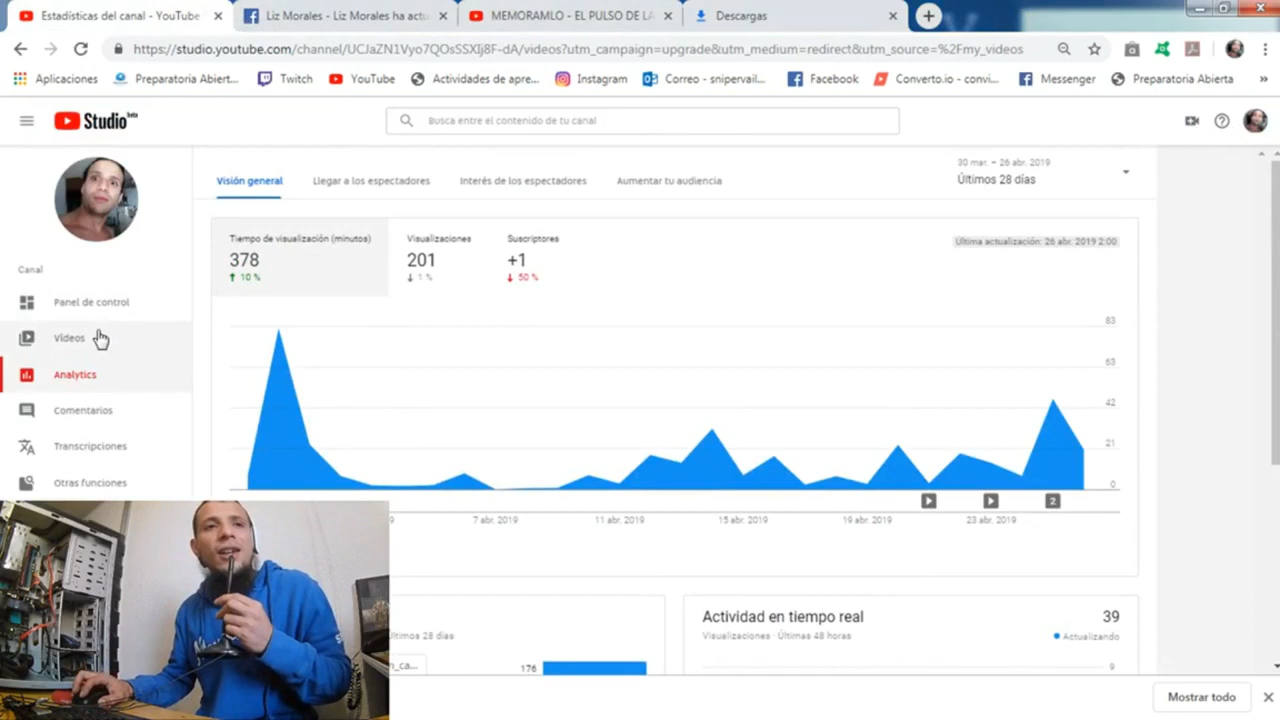 Estadísticas del canal - YouTube
Liz Morales - Liz Morales ha actu
MEMORAMLO - EL PULSO DE LA
Descargas
https://studio.youtube.com/channel/UCJaZN1Vyo7QOsSSXIj8F-dA/videos?utm_campaign=upgrade&utm_medium=redirect&utm_source=%2Fmy_videos
Aplicaciones
Preparatoria Abiert...
Twitch
YouTube
Actividades de apre...
Instagram
Correo - snipervail...
Facebook
Converto.io - convi...
Messenger
Preparatoria Abierta
»
Studio beta
Busca entre el contenido de tu canal
Visión general
Llegar a los espectadores
Interés de los espectadores
Aumentar tu audiencia
30 mar. – 26 abr. 2019
Últimos 28 días
Canal
Panel de control
Vídeos
Analytics
Comentarios
Transcripciones
Otras funciones
Tiempo de visualización (minutos)
378
10 %
Visualizaciones
201
1 %
Suscriptores
+1
50 %
Última actualización: 26 abr. 2019 2:00
83
63
42
21
0
2
9
7 abr. 2019
11 abr. 2019
15 abr. 2019
19 abr. 2019
23 abr. 2019
ltimos 28 días
n_ca...
176
Actividad en tiempo real
39
Visualizaciones · Últimas 48 horas
Actualizando
9
Mostrar todo